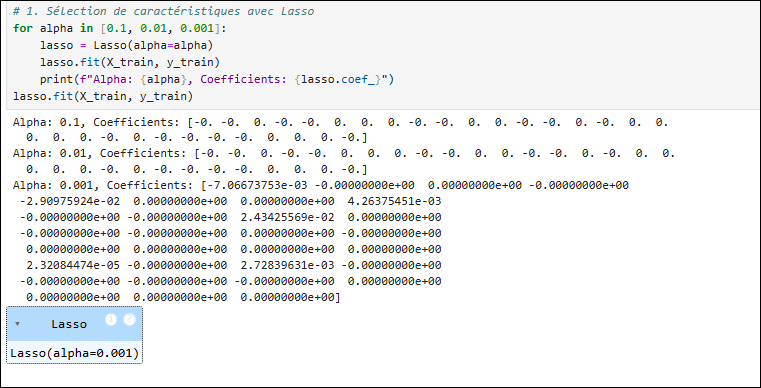 # 1. Sélection de caractéristiques avec Lasso
for alpha in [0.1, 0.01, 0.001]:
    lasso = Lasso(alpha=alpha)
    lasso.fit(X_train, y_train)
    print(f"Alpha: {alpha}, Coefficients: {lasso.coef_}")
lasso.fit(X_train, y_train)
Alpha: 0.1, Coefficients: [-0. -0.  0. -0. -0.  0.  0.  0. -0. -0.  0.  0. -0. -0.  0. -0.  0.  0.
  0.  0.  0. -0.  0. -0. -0. -0. -0.  0.  0.  0. -0.]
Alpha: 0.01, Coefficients: [-0. -0.  0. -0. -0.  0.  0.  0. -0. -0.  0.  0. -0. -0.  0. -0.  0.  0.
  0.  0.  0. -0.  0. -0. -0. -0. -0.  0.  0.  0. -0.]
Alpha: 0.001, Coefficients: [-7.06673753e-03 -0.00000000e+00  0.00000000e+00 -0.00000000e+00
 -2.90975924e-02  0.00000000e+00  0.00000000e+00  4.26375451e-03
 -0.00000000e+00 -0.00000000e+00  2.43425569e-02  0.00000000e+00
 -0.00000000e+00 -0.00000000e+00  0.00000000e+00 -0.00000000e+00
  0.00000000e+00  0.00000000e+00  0.00000000e+00  0.00000000e+00
  2.32084474e-05 -0.00000000e+00  2.72839631e-03 -0.00000000e+00
 -0.00000000e+00 -0.00000000e+00 -0.00000000e+00  0.00000000e+00
  0.00000000e+00  0.00000000e+00  0.00000000e+00]
Lasso i ?
Lasso(alpha=0.001)